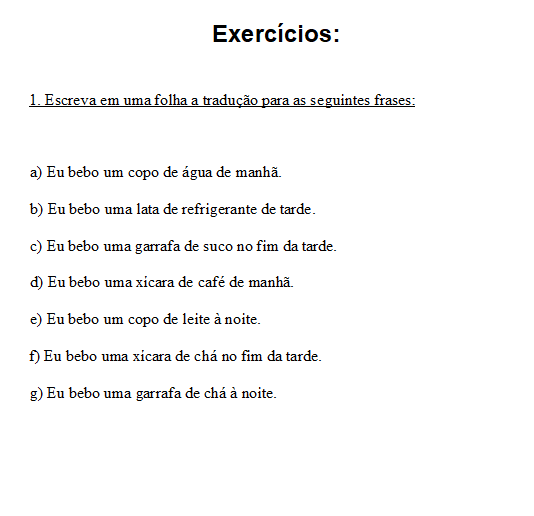 Exercícios:
1. Escreva em uma folha a tradução para as seguintes frases:
a) Eu bebo um copo de água de manhã.
b) Eu bebo uma lata de refrigerante de tarde.
c) Eu bebo uma garrafa de suco no fim da tarde.
d) Eu bebo uma xícara de café de manhã.
e) Eu bebo um copo de leite à noite.
f) Eu bebo uma xícara de chá no fim da tarde.
g) Eu bebo uma garrafa de chá à noite.